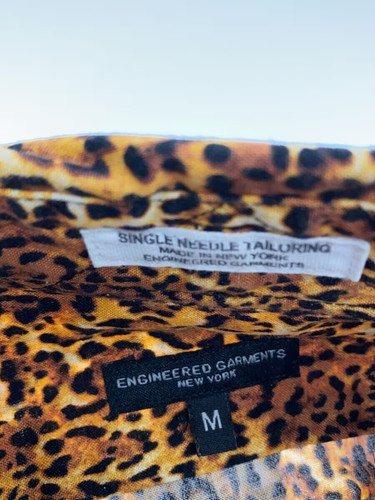 SINGLE NEEDLE TAILORING
MADE IN NEW YORK
ENGINEERED GARMENTS
ENGINEERED GARMENTS
NEW YORK
M